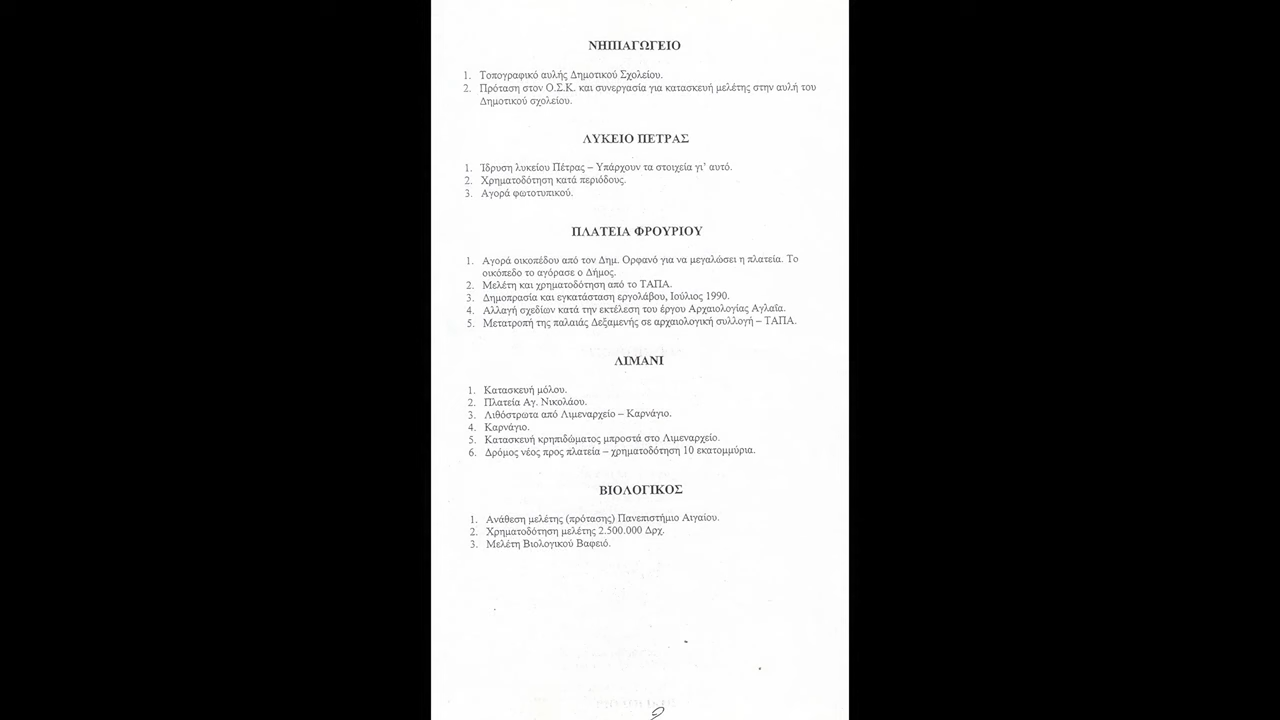 ΝΗΠΙΑΓΩΓΕΙΟ
1. Τοπογραφικό αυλής Δημοτικού Σχολείου.
2. Πρόταση στον Ο.Σ.Κ. και συνεργασία για κατασκευή μελέτης στην αυλή του
Δημοτικού σχολείου.
ΛΥΚΕΙΟ ΠΕΤΡΑΣ
1. Ίδρυση λυκείου Πέτρας – Υπάρχουν τα στοιχεία γι’ αυτό.
2. Χρηματοδότηση κατά περιόδους.
3. Αγορά φωτοτυπικού.
ΠΛΑΤΕΙΑ ΦΡΟΥΡΙΟΥ
1. Αγορά οικοπέδου από τον Δημ. Ορφανό για να μεγαλώσει η πλατεία. Το
οικόπεδο το αγόρασε ο Δήμος.
2. Μελέτη και χρηματοδότηση από το ΤΑΠΑ.
3. Δημοπρασία και εγκατάσταση εργολάβου, Ιούλιος 1990.
4. Αλλαγή σχεδίων κατά την εκτέλεση του έργου Αρχαιολογίας Αγλαΐα.
5. Μετατροπή της παλαιάς Δεξαμενής σε αρχαιολογική συλλογή – ΤΑΠΑ.
ΛΙΜΑΝΙ
1. Κατασκευή μόλου.
2. Πλατεία Αγ. Νικολάου.
3. Λιθόστρωτα από Λιμεναρχείο – Καρνάγιο.
4. Καρνάγιο.
5. Κατασκευή κρηπιδώματος μπροστά στο Λιμεναρχείο.
6. Δρόμος νέος προς πλατεία – χρηματοδότηση 10 εκατομμύρια.
ΒΙΟΛΟΓΙΚΟΣ
1. Ανάθεση μελέτης (πρότασης) Πανεπιστήμιο Αιγαίου.
2. Χρηματοδότηση μελέτης 2.500.000 Δρχ.
3. Μελέτη Βιολογικού Βαφειό.